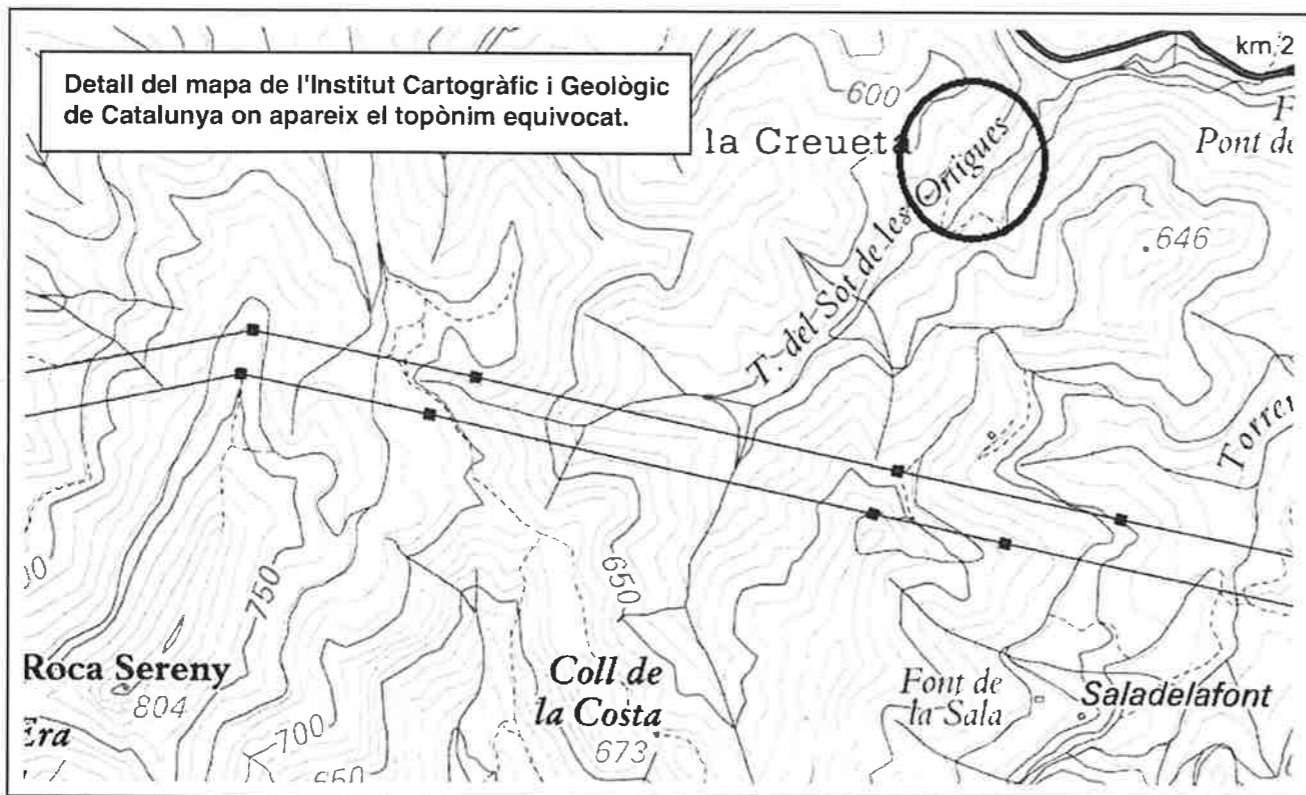 Detall del mapa de l'Institut Cartogràfic i Geològic
de Catalunya on apareix el topònim equivocat.
km 2
600
la Creueta
Pont de
646
T. del Sot de les Ortigues
Torrer
650
750
Roca Sereny
804
Coll de
la Costa
673
700
Font de
la Sala
Saladelafont
Era